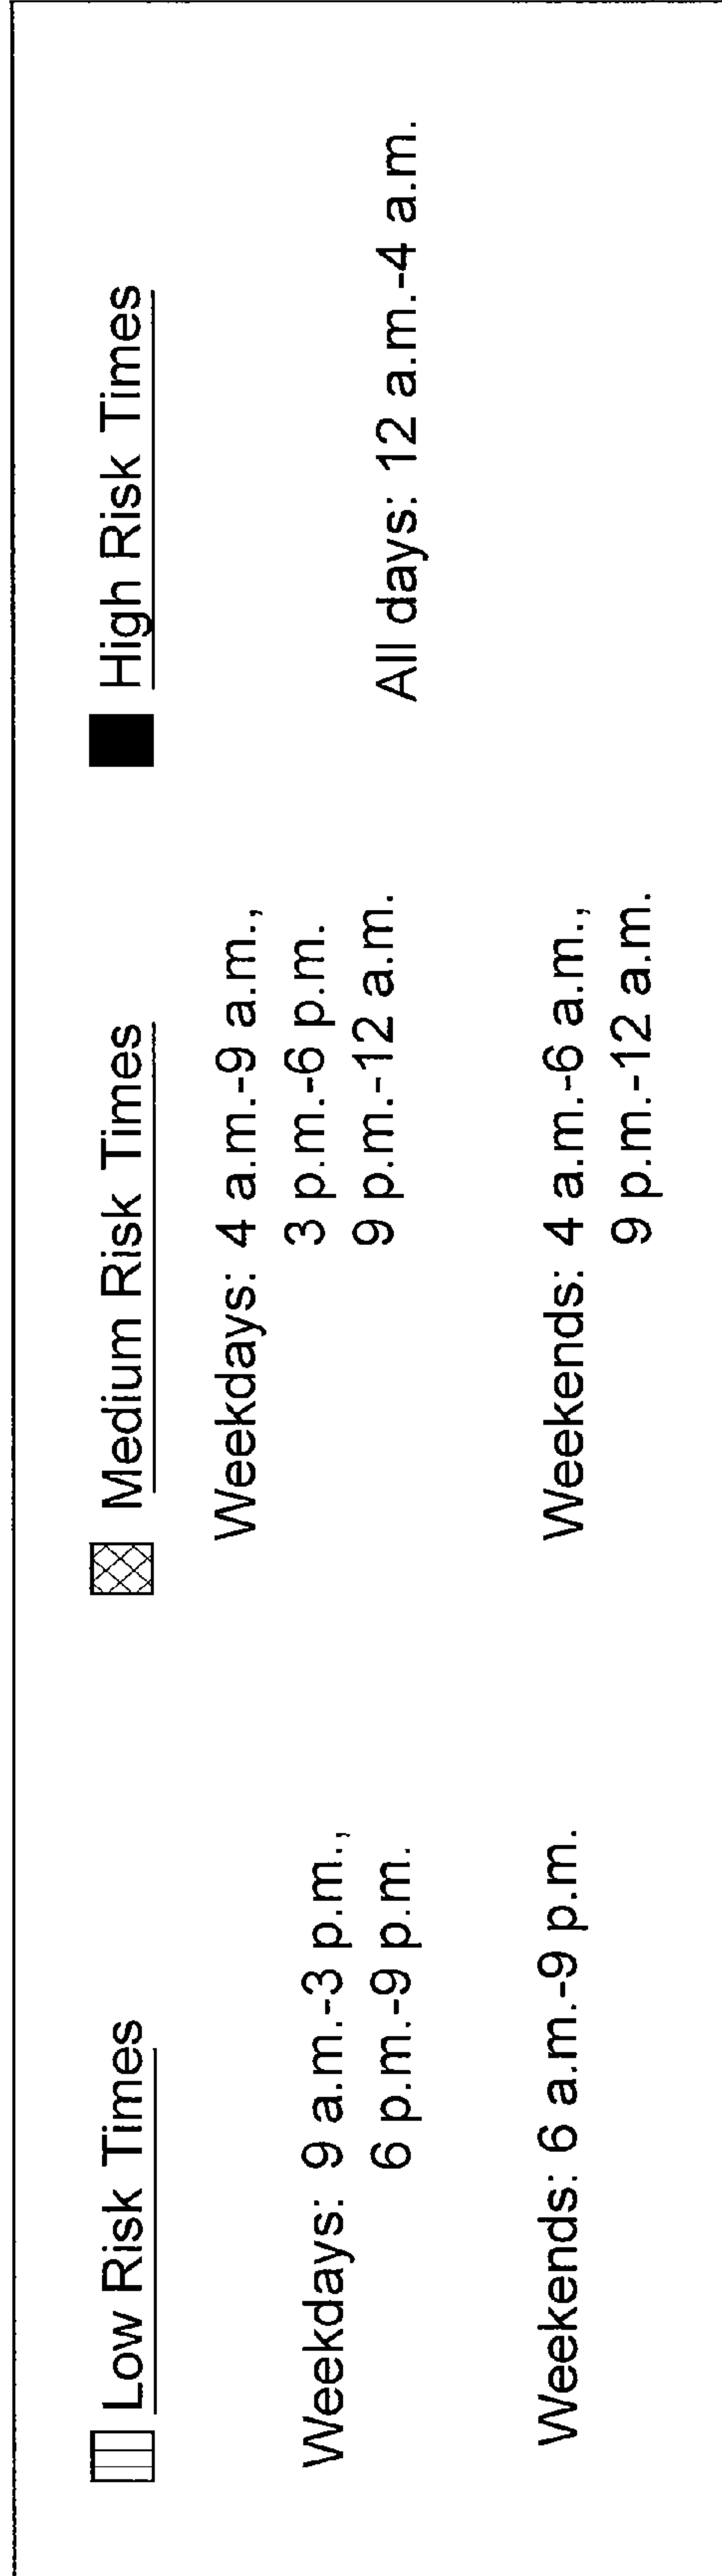 Low Risk Times
Weekdays: 9 a.m.-3 p.m.,
6 p.m.-9 p.m.
Weekends: 6 a.m.-9 p.m.
Medium Risk Times
Weekdays: 4 a.m.-9 a.m.,
3 p.m.-6 p.m.
9 p.m.-12 a.m.
Weekends: 4 a.m.-6 a.m.,
9 p.m.-12 a.m.
High Risk Times
All days: 12 a.m.-4 a.m.